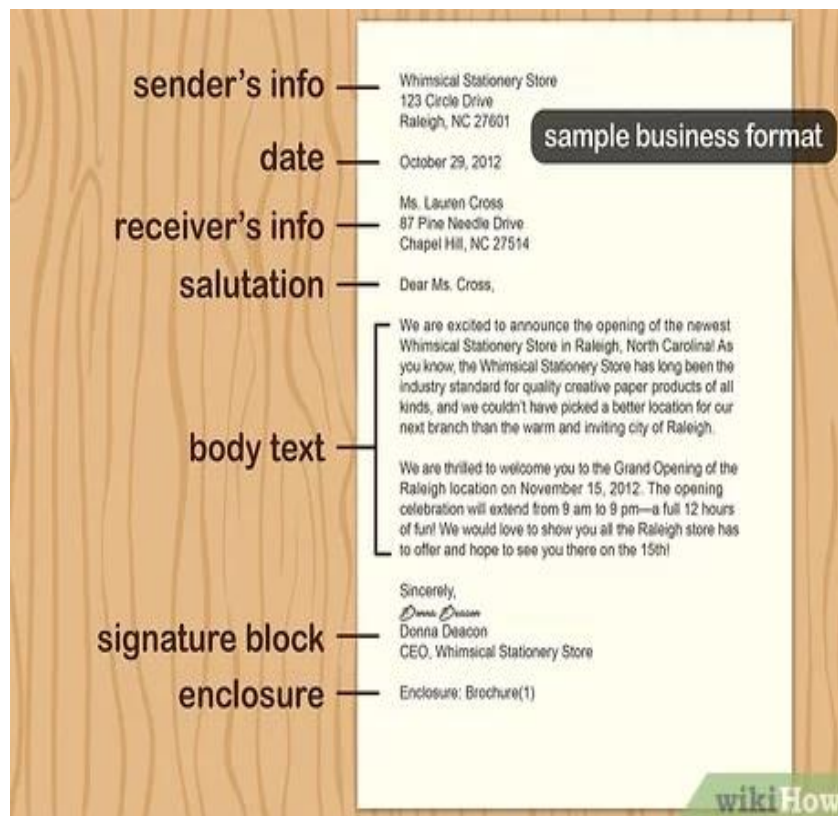 sender's info
Whimsical Stationery Store
123 Circle Drive
Raleigh, NC 27601
sample business format
date
October 29, 2012
receiver's info
Ms. Lauren Cross
87 Pine Needle Drive
Chapel Hill, NC 27514
salutation
Dear Ms. Cross,
body text
We are excited to announce the opening of the newest
Whimsical Stationery Store in Raleigh, North Carolina! As
you know, the Whimsical Stationery Store has long been the
industry standard for quality creative paper products of all
kinds, and we couldn't have picked a better location for our
next branch than the warm and inviting city of Raleigh.
We are thrilled to welcome you to the Grand Opening of the
Raleigh location on November 15, 2012. The opening
celebration will extend from 9 am to 9 pm—a full 12 hours
of fun! We would love to show you all the Raleigh store has
to offer and hope to see you there on the 15th!
Sincerely,
Donna Deacon
signature block
Donna Deacon
CEO, Whimsical Stationery Store
enclosure
Enclosure: Brochure(1)
wikiHow